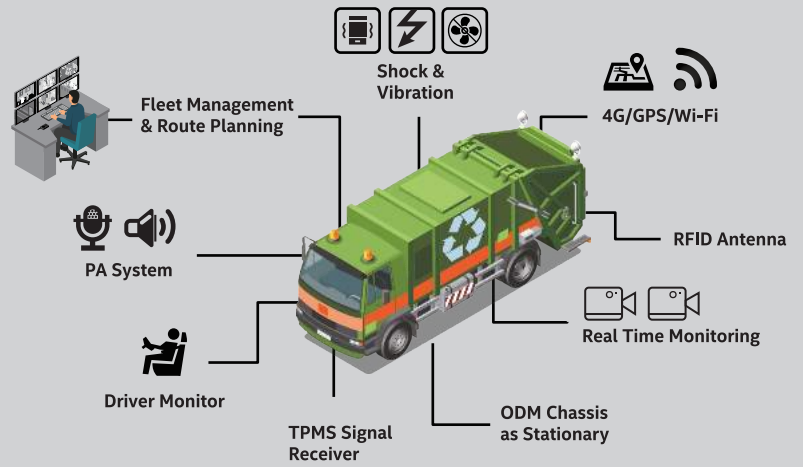 Shock &
Vibration
Fleet Management
& Route Planning
4G/GPS/Wi-Fi
PA System
RFID Antenna
Real Time Monitoring
Driver Monitor
TPMS Signal
Receiver
ODM Chassis
as Stationary